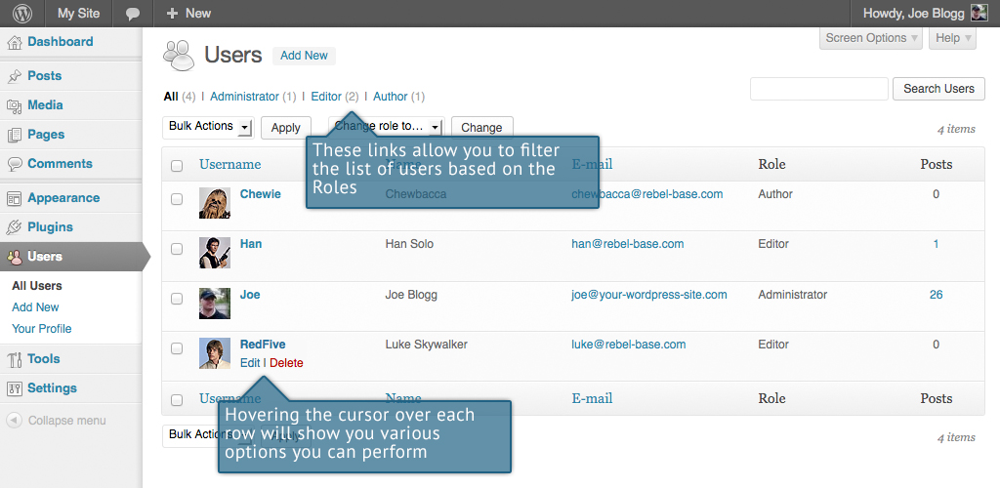 My Site
New
Howdy, Joe Blogg
Dashboard
Posts
Media
Pages
Comments
Appearance
Plugins
Users
All Users
Add New
Your Profile
Tools
Settings
Collapse menu
Screen Options
Help
Users Add New
All (4) | Administrator (1) | Editor (2) | Author (1)
Search Users
Bulk Actions Apply Change role to... Change
4 items
These links allow you to filter
the list of users based on the
Roles
Username Name E-mail Role Posts
Chewie Chewbacca chewbacca@rebel-base.com Author 0
Han Han Solo han@rebel-base.com Editor 1
Joe Joe Blogg joe@your-wordpress-site.com Administrator 26
RedFive Luke Skywalker luke@rebel-base.com Editor 0
Edit | Delete
Username Name E-mail Role Posts
Hovering the cursor over each
row will show you various
options you can perform
Bulk Actions Apply
4 items